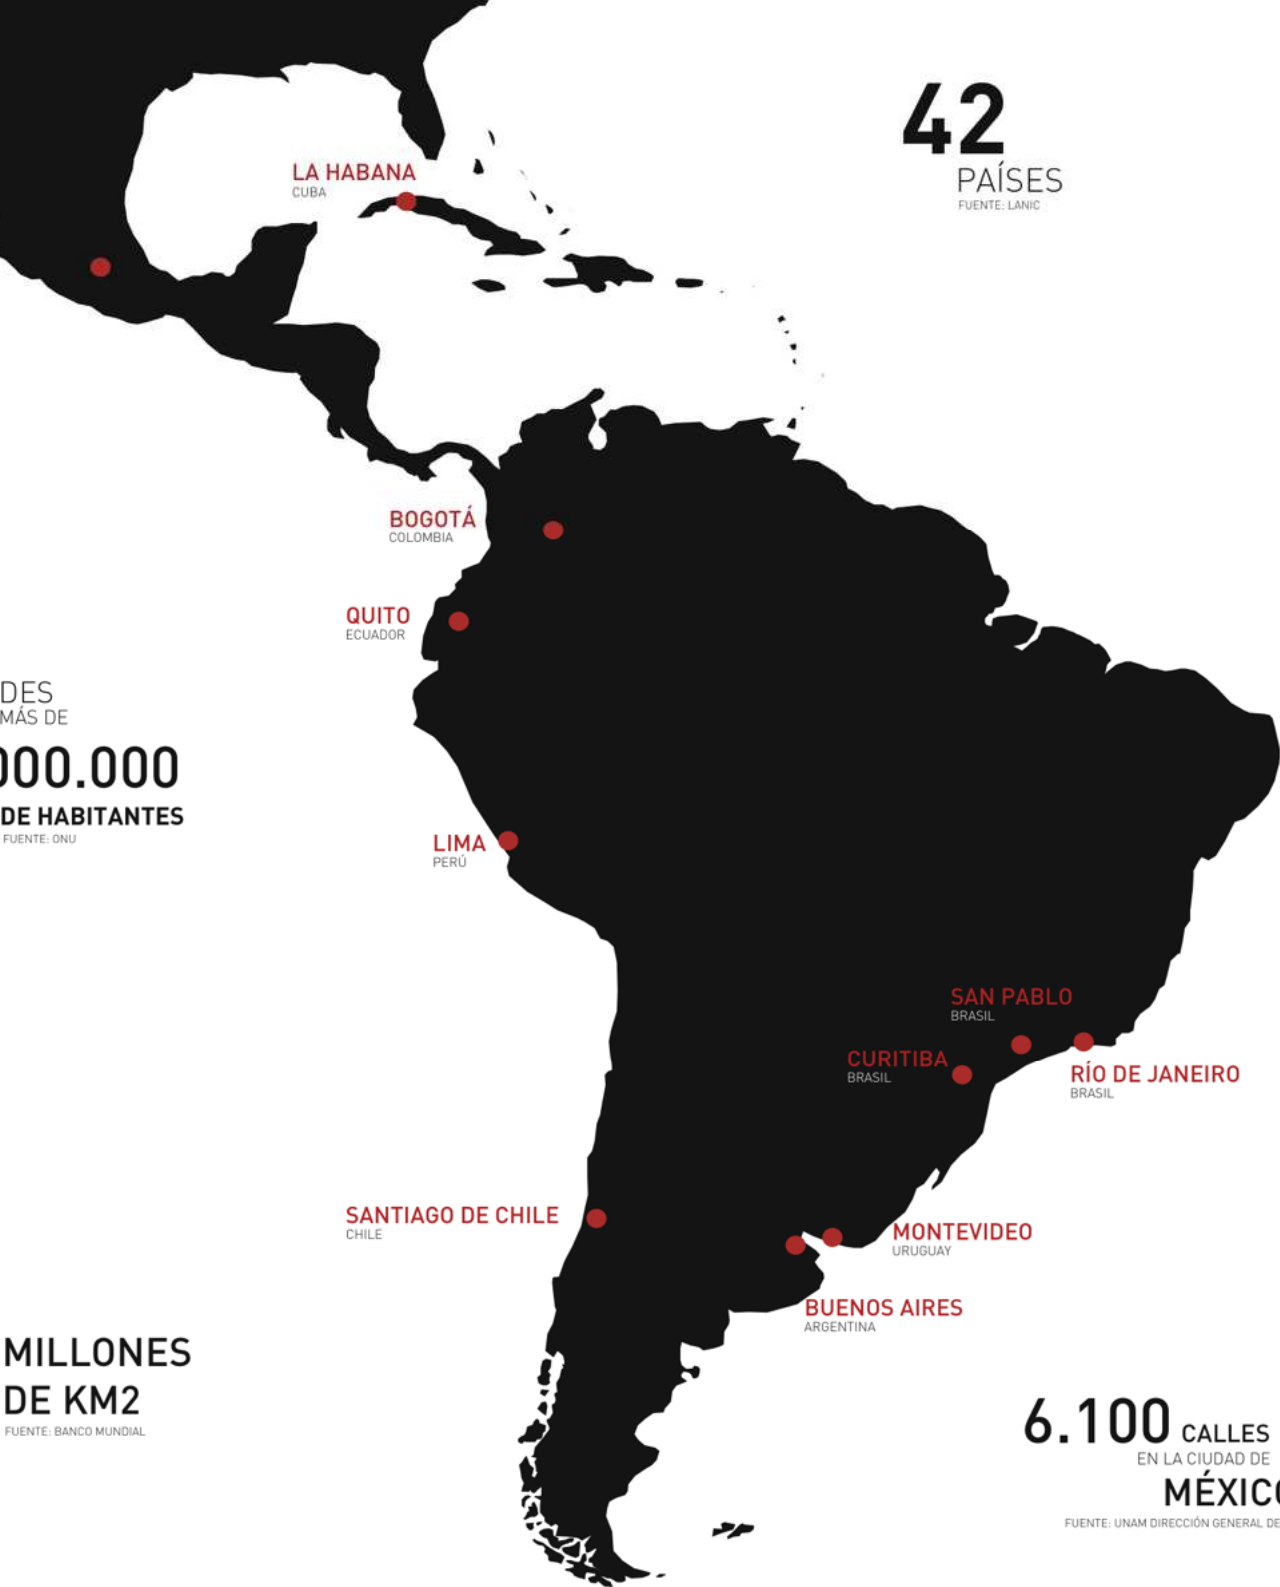 42
PAÍSES
FUENTE: LANIC
LA HABANA
CUBA
BOGOTÁ
COLOMBIA
QUITO
ECUADOR
DES
MÁS DE
000.000
DE HABITANTES
FUENTE: ONU
LIMA
PERÚ
SAN PABLO
BRASIL
CURITIBA
BRASIL
RÍO DE JANEIRO
BRASIL
SANTIAGO DE CHILE
CHILE
MONTEVIDEO
URUGUAY
BUENOS AIRES
ARGENTINA
MILLONES
DE KM2
FUENTE: BANCO MUNDIAL
6.100 CALLES
EN LA CIUDAD DE
MÉXICO
FUENTE: UNAM DIRECCIÓN GENERAL DE